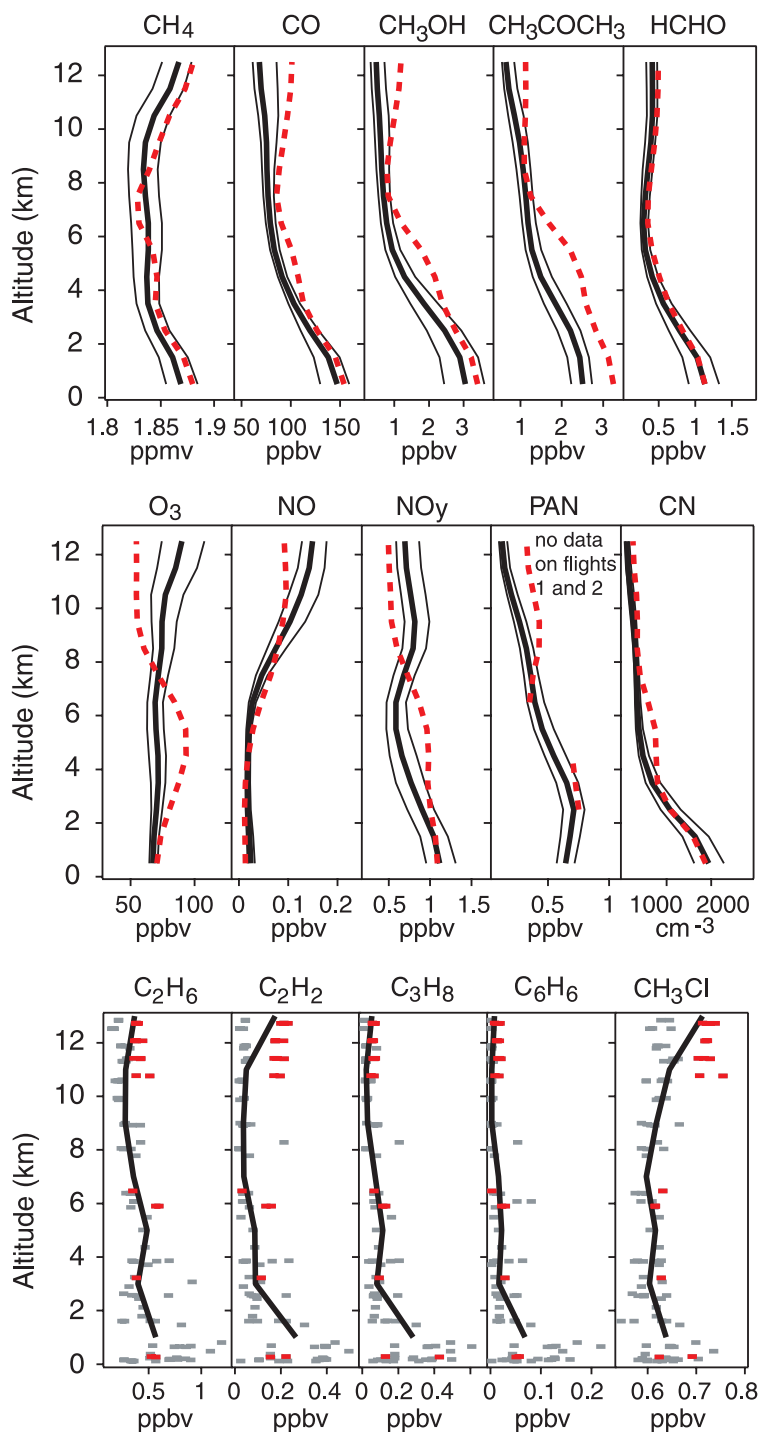 CH4 CO CH3OH CH3COCH3 HCHO
Altitude (km)
12
10
8
6
4
2
0
1.8 1.85 1.9 50 100 150 1 2 3 1 2 3 0.5 1 1.5
ppmv ppbv ppbv ppbv ppbv
O3 NO NOy PAN CN
Altitude (km)
no data
on flights
1 and 2
12
10
8
6
4
2
0
50 100 0 0.1 0.2 0.5 1 1.5 0.5 1 1000 2000
ppbv ppbv ppbv ppbv cm-3
C2H6 C2H2 C3H8 C6H6 CH3Cl
Altitude (km)
12
10
8
6
4
2
0
0.5 1 0 0.2 0.4 0 0.2 0.4 0.6 0 0.1 0.2 0.6 0.7 0.8
ppbv ppbv ppbv ppbv ppbv